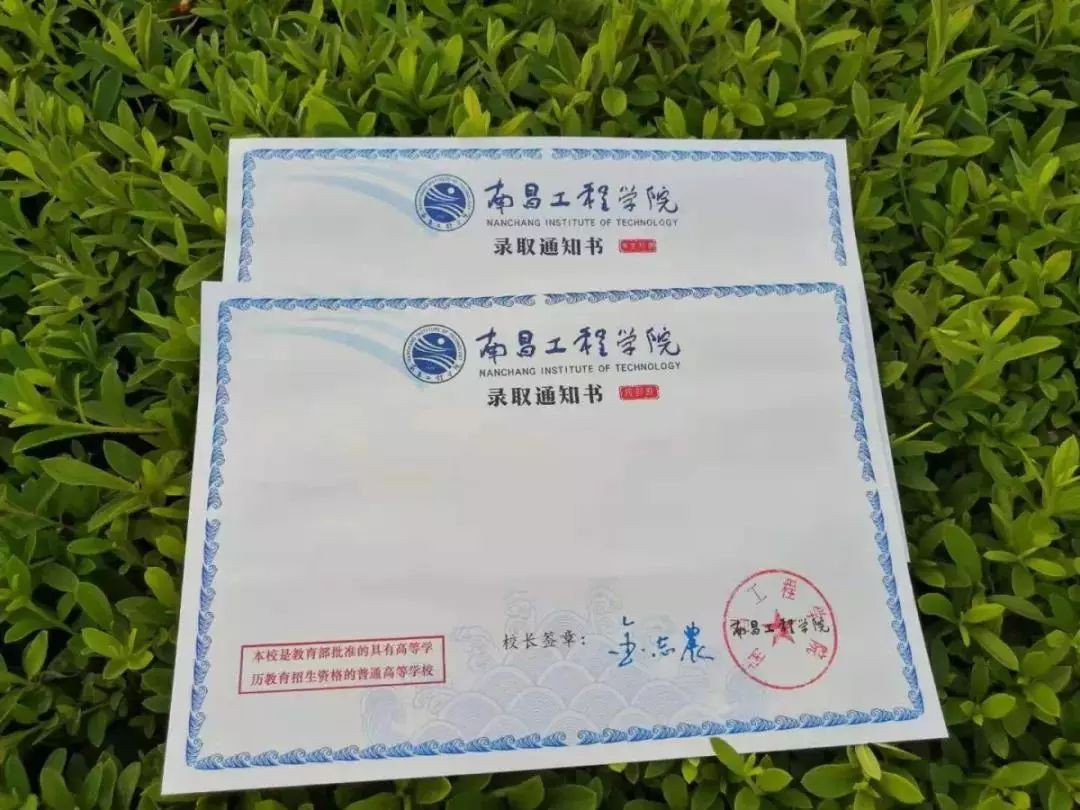 南昌工程学院
NANCHANG INSTITUTE OF TECHNOLOGY
录取通知书
南昌工程学院
NANCHANG INSTITUTE OF TECHNOLOGY
录取通知书
校长签章：
金志農
南昌工程学院
本校是教育部批准的具有高等学
历教育招生资格的普通高等学校